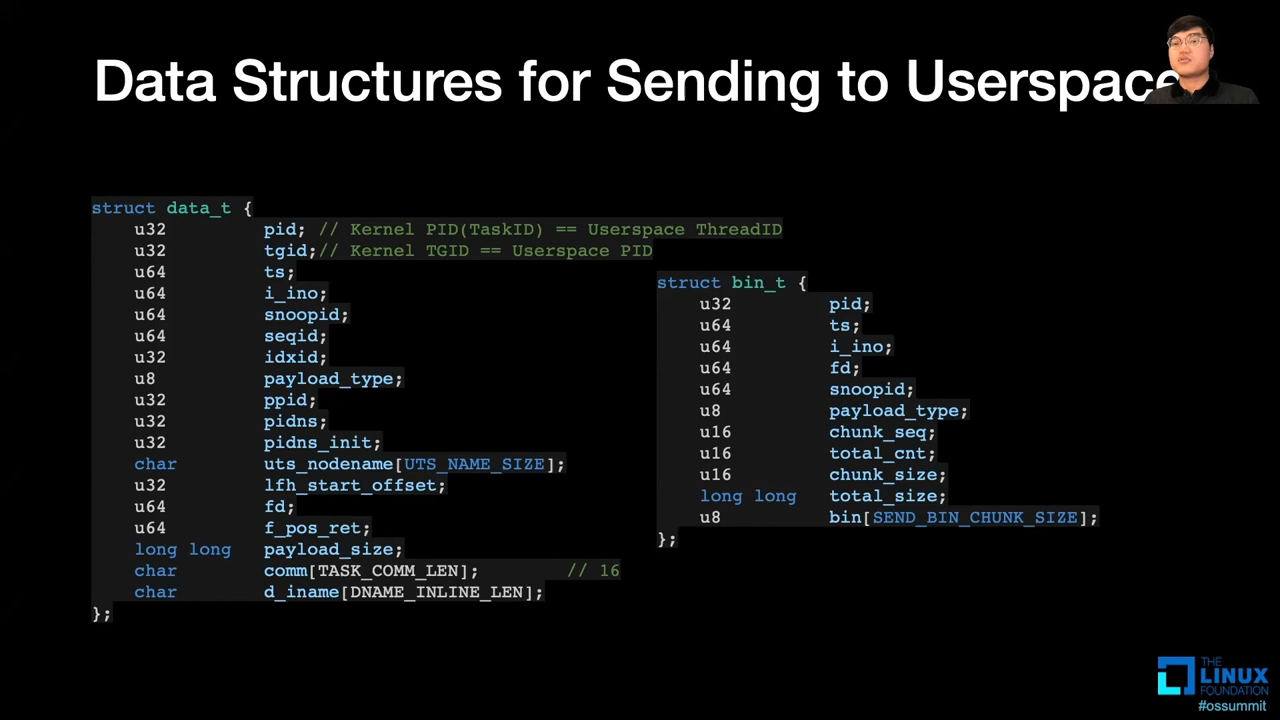 Data Structures for Sending to Userspace
struct data_t {
u32 pid; // Kernel PID(TaskID) == Userspace ThreadID
u32 tgid;// Kernel TGID == Userspace PID
u64 ts;
u64 i_ino;
u64 snoopid;
u64 seqid;
u32 idxid;
u8 payload_type;
u32 ppid;
u32 pidns;
u32 pidns_init;
char uts_nodename[UTS_NAME_SIZE];
u32 lfh_start_offset;
u64 fd;
u64 f_pos_ret;
long long payload_size;
char comm[TASK_COMM_LEN]; // 16
char d_iname[DNAME_INLINE_LEN];
};
struct bin_t {
u32 pid;
u64 ts;
u64 i_ino;
u64 fd;
u64 snoopid;
u8 payload_type;
u16 chunk_seq;
u16 total_cnt;
u16 chunk_size;
long long total_size;
u8 bin[SEND_BIN_CHUNK_SIZE];
};
THE
LINUX
FOUNDATION
#ossummit